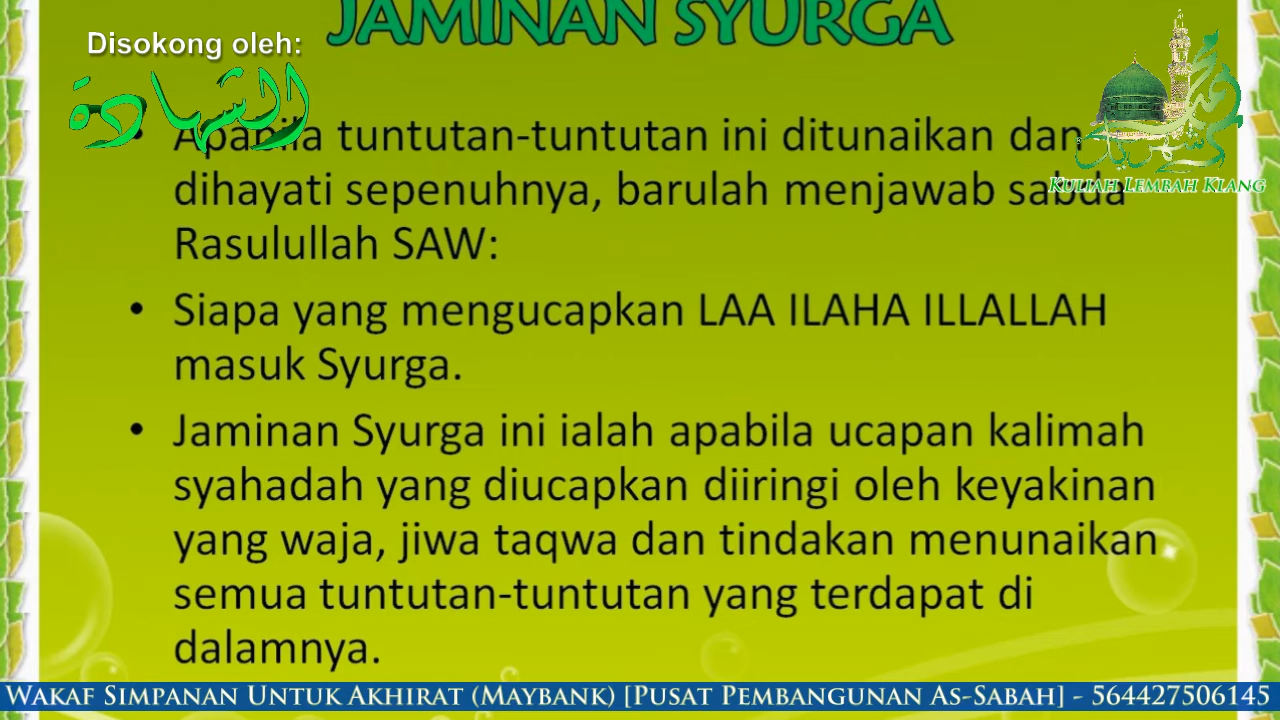 JAMINAN SYURGA
Disokong oleh:
الشهادة
• Apabila tuntutan-tuntutan ini ditunaikan dan
dihayati sepenuhnya, barulah menjawab sabda
Rasulullah SAW:
• Siapa yang mengucapkan LAA ILAHA ILLALLAH
masuk Syurga.
• Jaminan Syurga ini ialah apabila ucapan kalimah
syahadah yang diucapkan diiringi oleh keyakinan
yang waja, jiwa taqwa dan tindakan menunaikan
semua tuntutan-tuntutan yang terdapat di
dalamnya.
KULIAH LEMBAH KLANG
WAKAF SIMPANAN UNTUK AKHIRAT (MAYBANK) [PUSAT PEMBANGUNAN AS-SABAH] - 564427506145